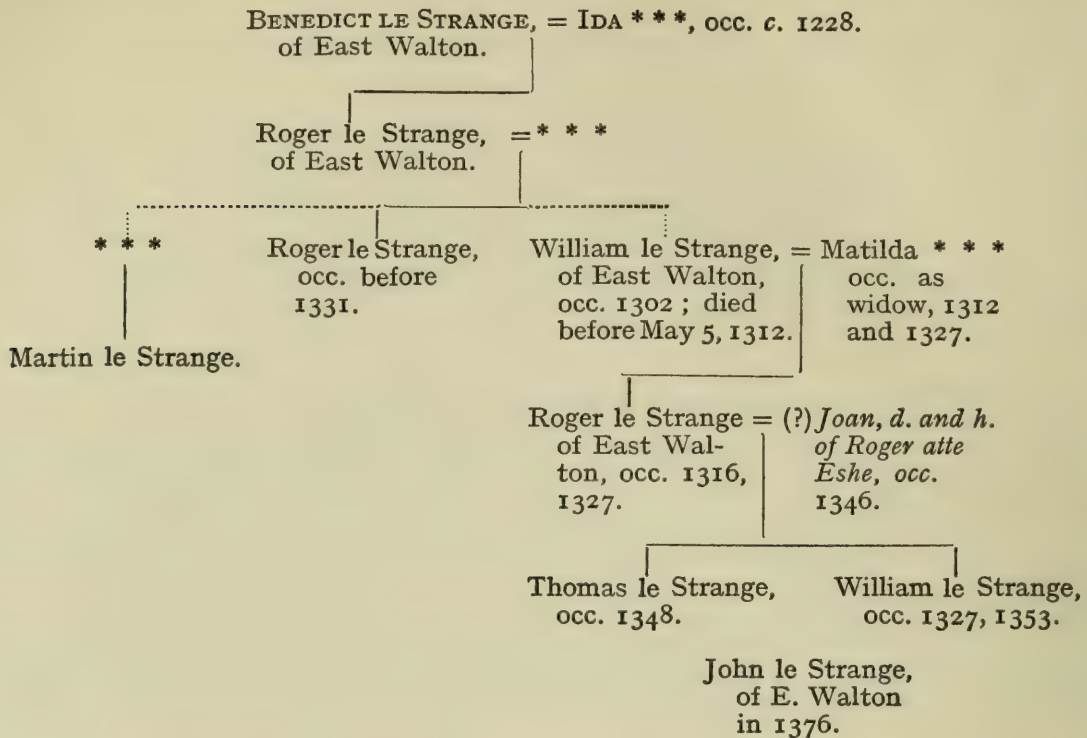 BENEDICT LE STRANGE, = IDA * * *, occ. c. 1228.
of East Walton.
Roger le Strange, = * * *
of East Walton.
* * *
Martin le Strange.
Roger le Strange,
occ. before
1331.
William le Strange, = Matilda * * *
of East Walton, occ. as
occ. 1302 ; died widow, 1312
before May 5, 1312. and 1327.
Roger le Strange = (?) Joan, d. and h.
of East Wal- of Roger atte
ton, occ. 1316, Eshe, occ.
1327. 1346.
Thomas le Strange,
occ. 1348.
William le Strange,
occ. 1327, 1353.
John le Strange,
of E. Walton
in 1376.